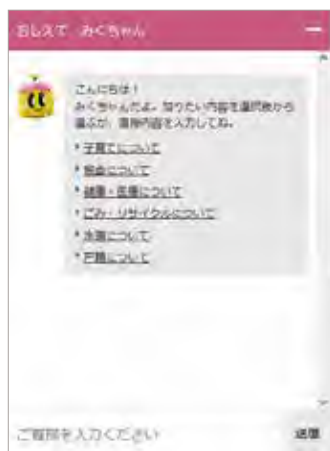 おしえて みくちゃん
こんにちは！
みくちゃんだよ。知りたい内容を選択肢から
選ぶか、直接内容を入力してね。
* 子育てについて
* 税金について
* 健康・医療について
* ごみ・リサイクルについて
* 水道について
* 戸籍について
ご質問を入力ください 送信